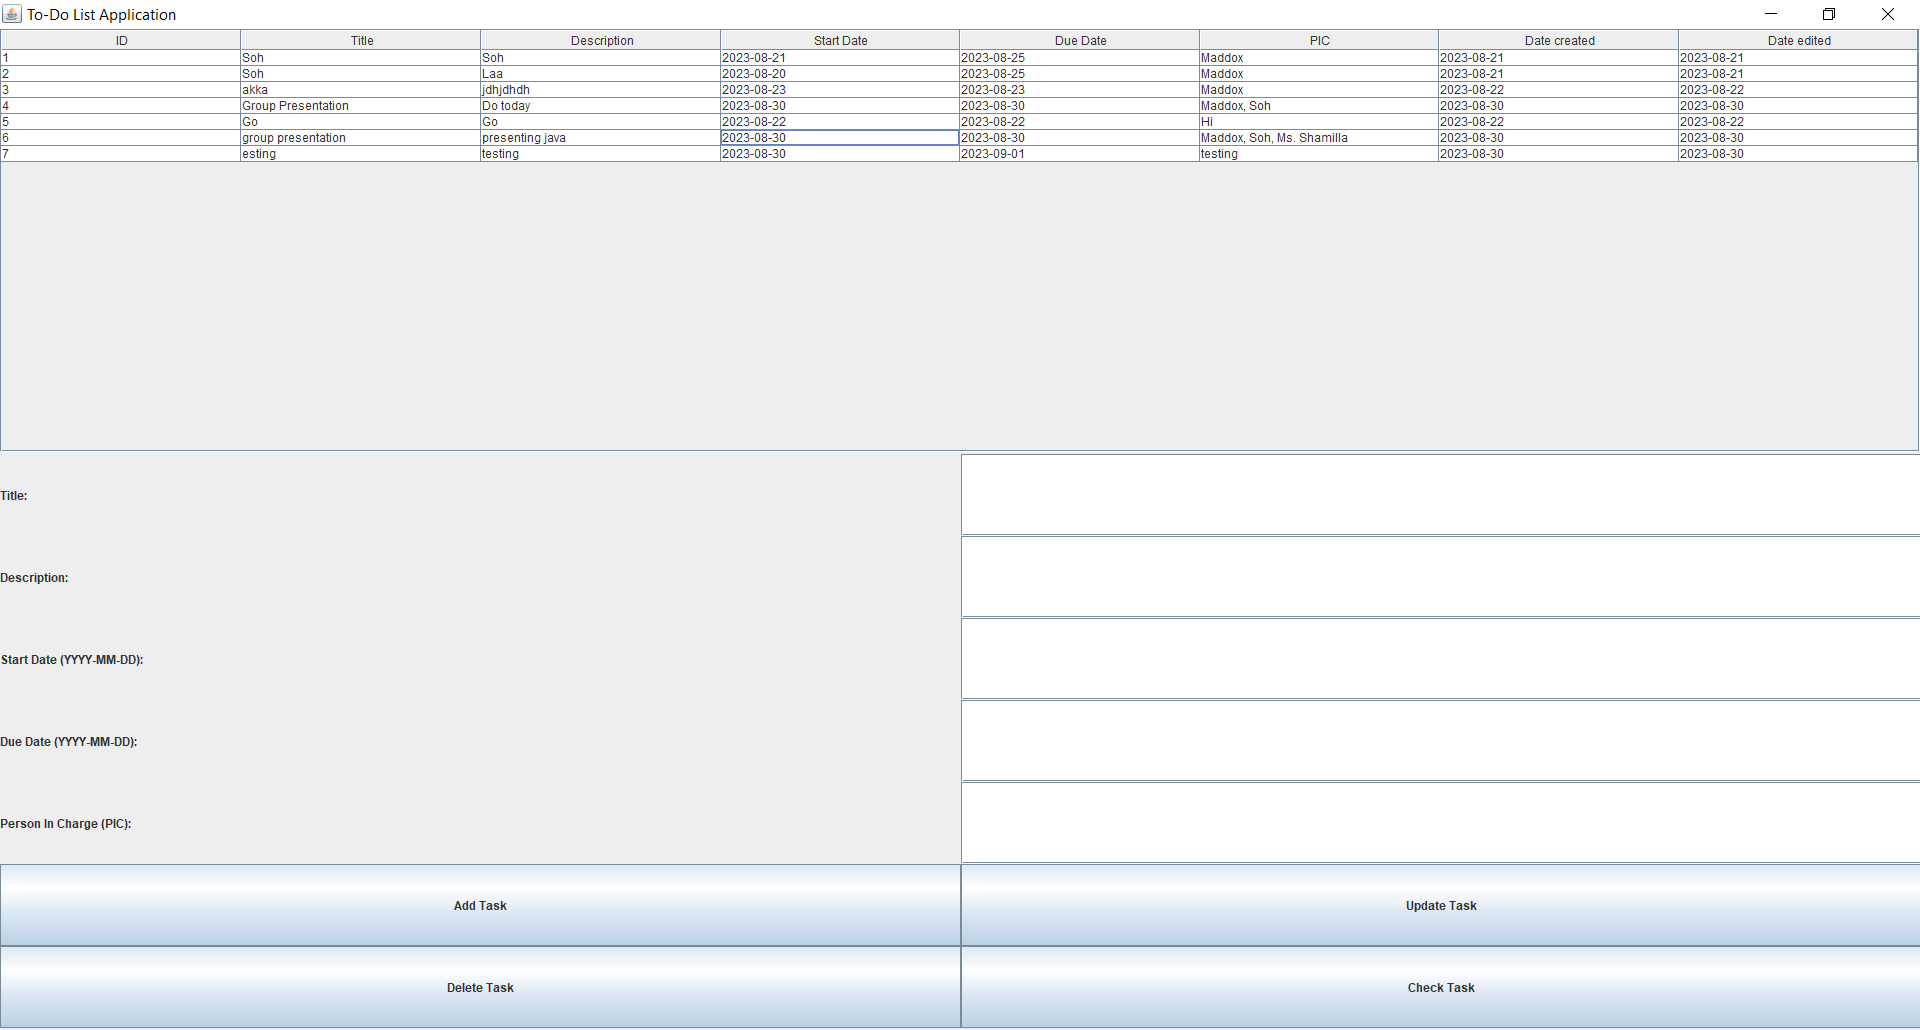 To-Do List Application
ID Title Description Start Date Due Date PIC Date created Date edited
1 Soh Soh 2023-08-21 2023-08-25 Maddox 2023-08-21 2023-08-21
2 Soh Laa 2023-08-20 2023-08-25 Maddox 2023-08-21 2023-08-21
3 akka jdhjdhdh 2023-08-23 2023-08-23 Maddox 2023-08-22 2023-08-22
4 Group Presentation Do today 2023-08-30 2023-08-30 Maddox, Soh 2023-08-30 2023-08-30
5 Go Go 2023-08-22 2023-08-22 Hi 2023-08-22 2023-08-22
6 group presentation presenting java 2023-08-30 2023-08-30 Maddox, Soh, Ms. Shamilla 2023-08-30 2023-08-30
7 esting testing 2023-08-30 2023-09-01 testing 2023-08-30 2023-08-30
Title:
Description:
Start Date (YYYY-MM-DD):
Due Date (YYYY-MM-DD):
Person In Charge (PIC):
Add Task Update Task
Delete Task Check Task